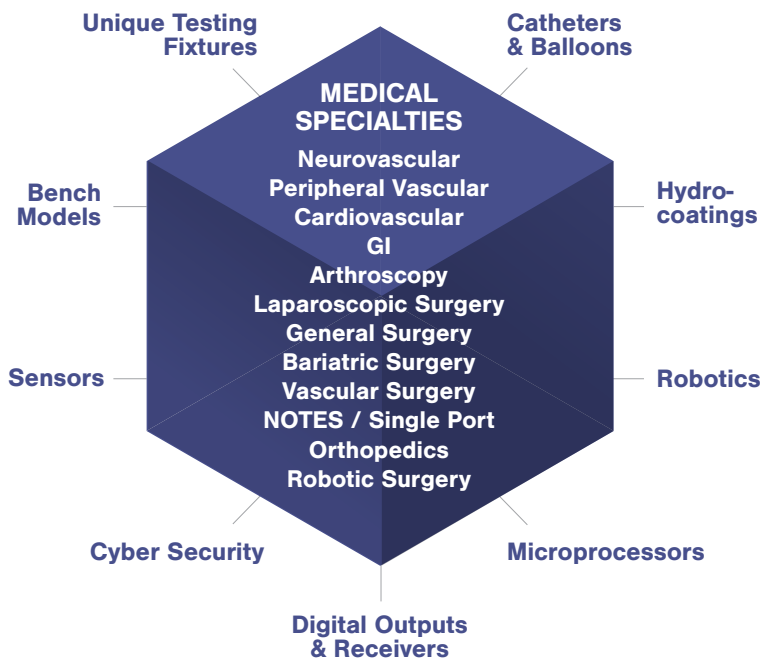 Unique Testing
Fixtures
Catheters
& Balloons
MEDICAL
SPECIALTIES
Neurovascular
Peripheral Vascular
Cardiovascular
GI
Arthroscopy
Laparoscopic Surgery
General Surgery
Bariatric Surgery
Vascular Surgery
NOTES / Single Port
Orthopedics
Robotic Surgery
Bench
Models
Hydro-
coatings
Sensors
Robotics
Cyber Security
Microprocessors
Digital Outputs
& Receivers